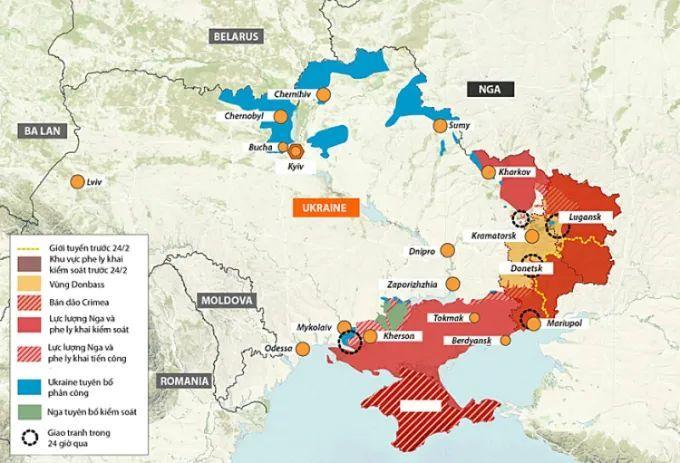 BELARUS
Chernihiv
Chernobyl
NGA
BA LAN
Sumy
Bucha
Kyiv
Kharkov
Lviv
UKRAINE
Lugansk
Kramatorsk
Dnipro
Donetsk
Zaporizhzhia
MOLDOVA
Mykolaiv
Tokmak
Mariupol
Kherson
Odessa
Berdyansk
ROMANIA
Giới tuyến trước 24/2
Khu vực phe ly khai
kiểm soát trước 24/2
Vùng Donbass
Bán đảo Crimea
Lực lượng Nga và
phe ly khai kiểm soát
Lực lượng Nga và
phe ly khai tiến công
Ukraine tuyên bố
phản công
Nga tuyên bố kiểm soát
Giao tranh trong
24 giờ qua